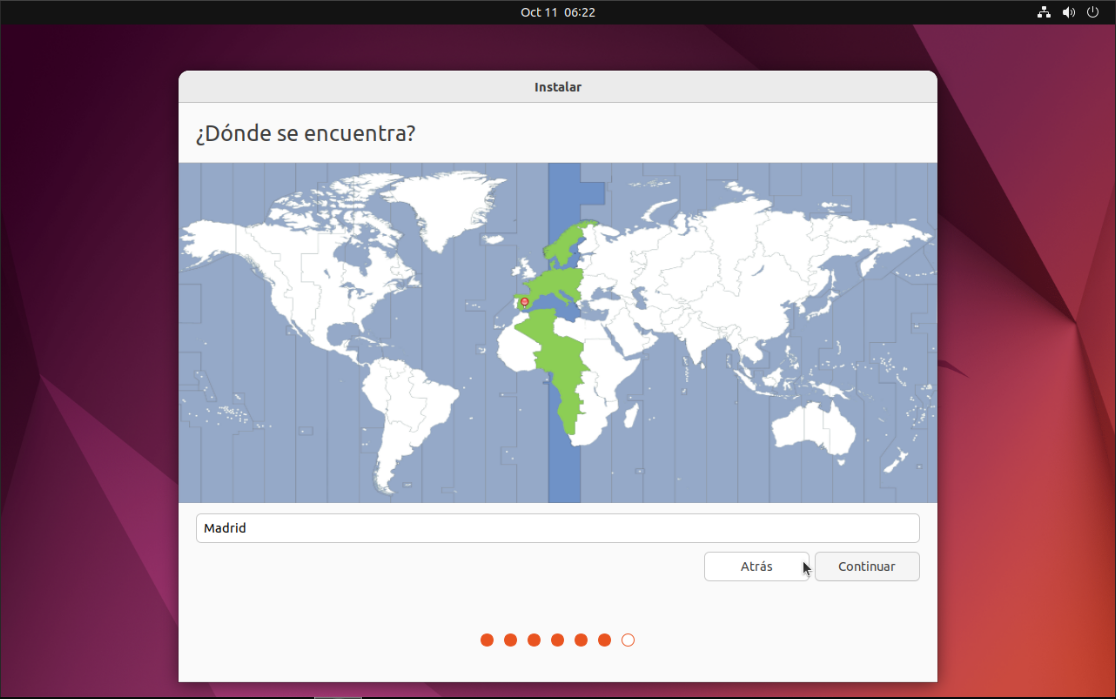 Oct 11 06:22
Instalar
¿Dónde se encuentra?
Madrid
Atrás
Continuar